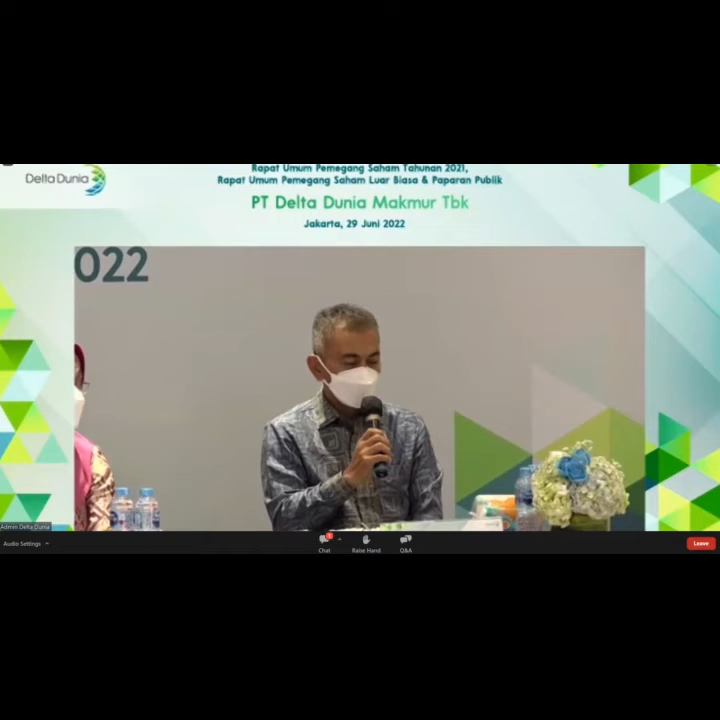 Delta Dunia
Rapat Umum Pemegang Saham Tahunan 2021,
Rapat Umum Pemegang Saham Luar Biasa & Paparan Publik
PT Delta Dunia Makmur Tbk
Jakarta, 29 Juni 2022
022
Admin Delta Dunia
Audio Settings
1
Chat
Raise Hand
Q&A
Leave